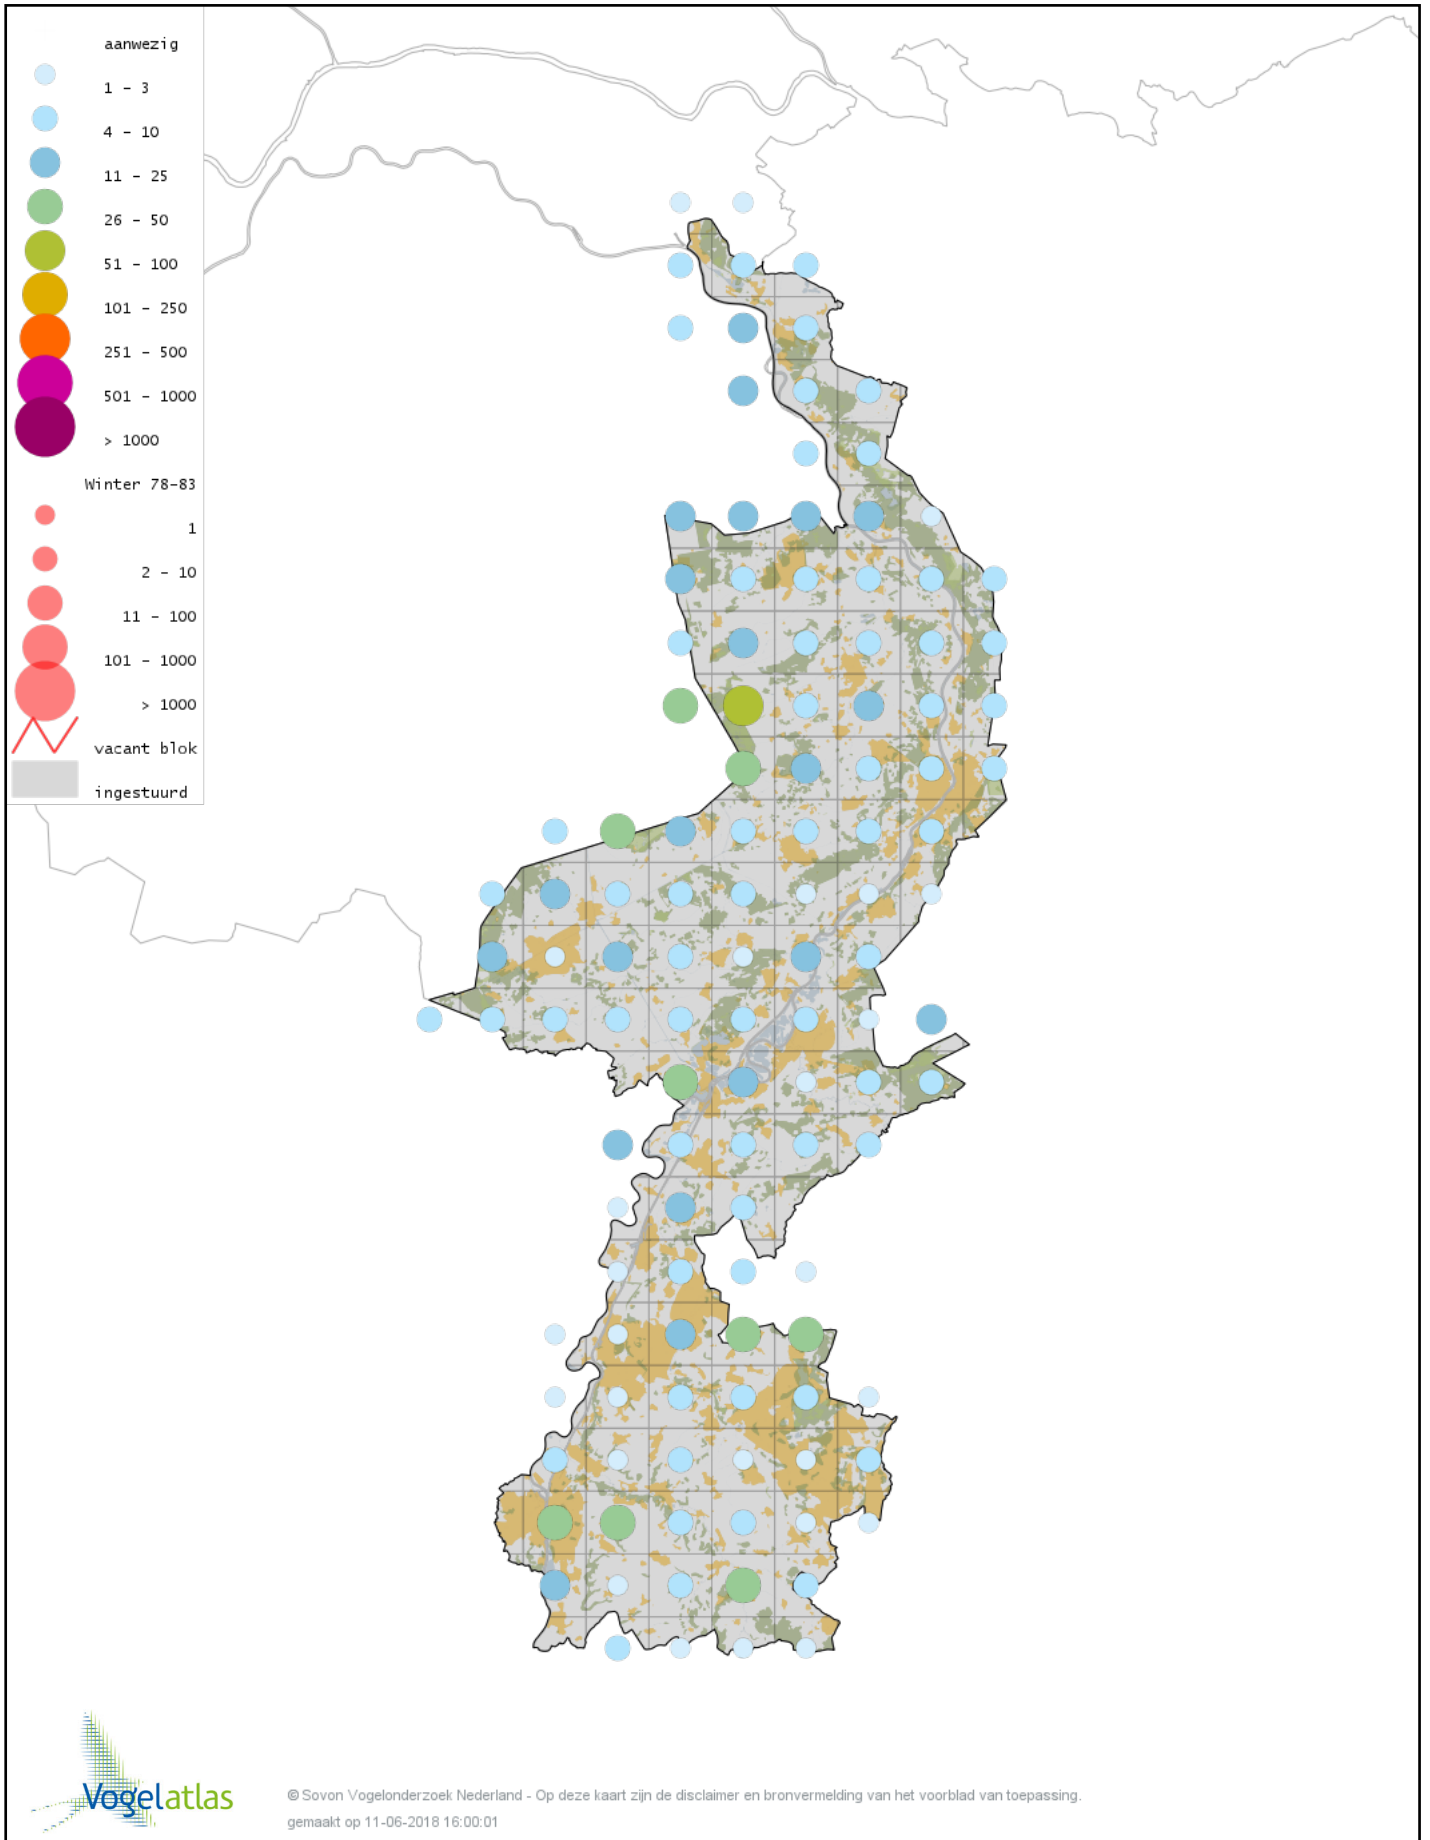 aanwezig
1 - 3
4 - 10
11 - 25
26 - 50
51 - 100
101 - 250
251 - 500
501 - 1000
> 1000
Winter 78-83
1
2 - 10
11 - 100
101 - 1000
> 1000
vacant blok
ingestuurd
Vogelatlas
© Sovon Vogelonderzoek Nederland - Op deze kaart zijn de disclaimer en bronvermelding van het voorblad van toepassing.
gemaakt op 11-06-2018 16:00:01